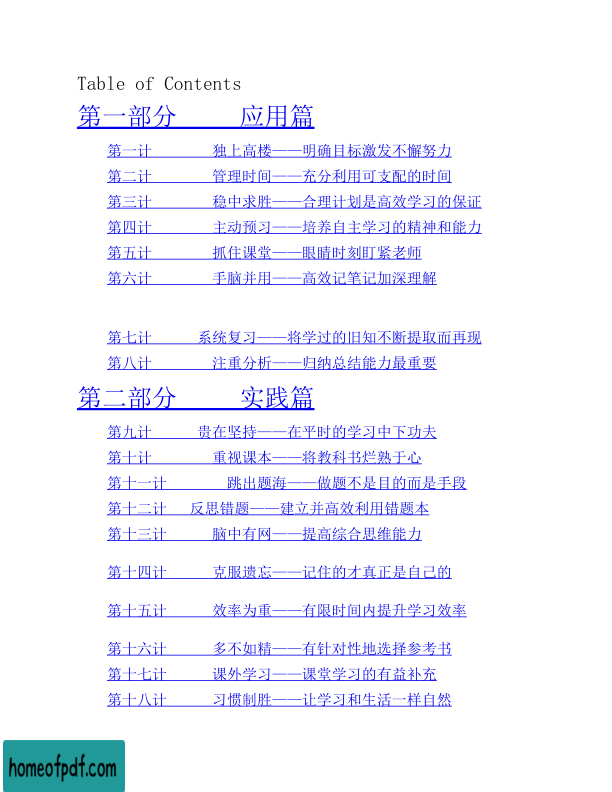 Table of Contents
第一部分 应用篇
第一计 独上高楼——明确目标激发不懈努力
第二计 管理时间——充分利用可支配的时间
第三计 稳中求胜——合理计划是高效学习的保证
第四计 主动预习——培养自主学习的精神和能力
第五计 抓住课堂——眼睛时刻盯紧老师
第六计 手脑并用——高效记笔记加深理解
第七计 系统复习——将学过的旧知不断提取而再现
第八计 注重分析——归纳总结能力最重要
第二部分 实践篇
第九计 贵在坚持——在平时的学习中下功夫
第十计 重视课本——将教科书烂熟于心
第十一计 跳出题海——做题不是目的而是手段
第十二计 反思错题——建立并高效利用错题本
第十三计 脑中有网——提高综合思维能力
第十四计 克服遗忘——记住的才真正是自己的
第十五计 效率为重——有限时间内提升学习效率
第十六计 多不如精——有针对性地选择参考书
第十七计 课外学习——课堂学习的有益补充
第十八计 习惯制胜——让学习和生活一样自然
homeofpdf.com